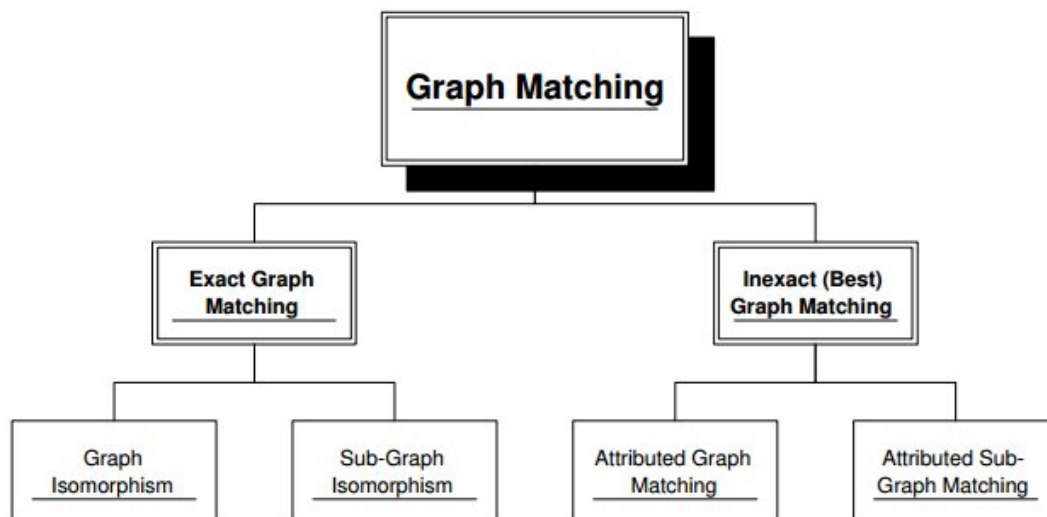 Graph Matching
Exact Graph
Matching
Inexact (Best)
Graph Matching
Graph
Isomorphism
Sub-Graph
Isomorphism
Attributed Graph
Matching
Attributed Sub-
Graph Matching